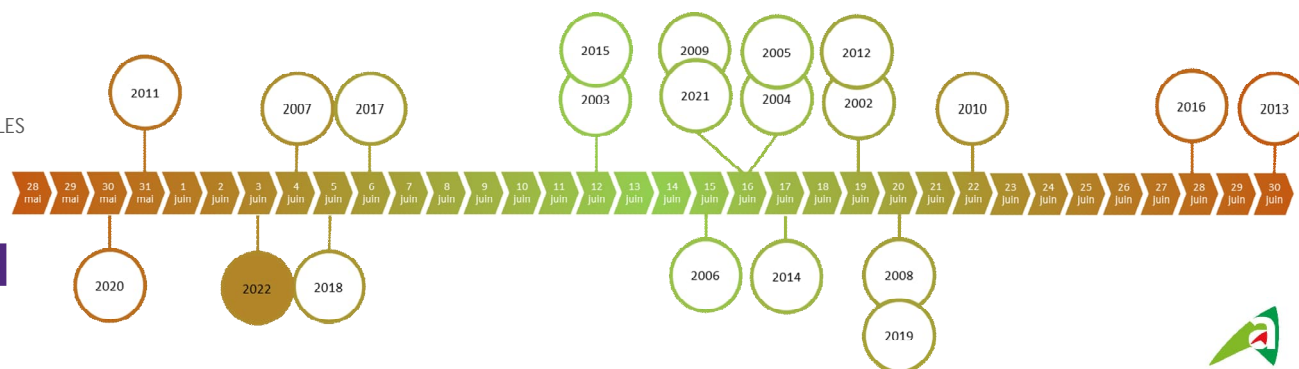 2015
2009
2005
2012
2011
2007
2017
2003
2021
2004
2002
2010
2016
2013
LES
28 mai
29 mai
30 mai
31 mai
1 juin
2 juin
3 juin
4 juin
5 juin
6 juin
7 juin
8 juin
9 juin
10 juin
11 juin
12 juin
13 juin
14 juin
15 juin
16 juin
17 juin
18 juin
19 juin
20 juin
21 juin
22 juin
23 juin
24 juin
25 juin
26 juin
27 juin
28 juin
29 juin
30 juin
2020
2022
2018
2006
2014
2008
2019
a